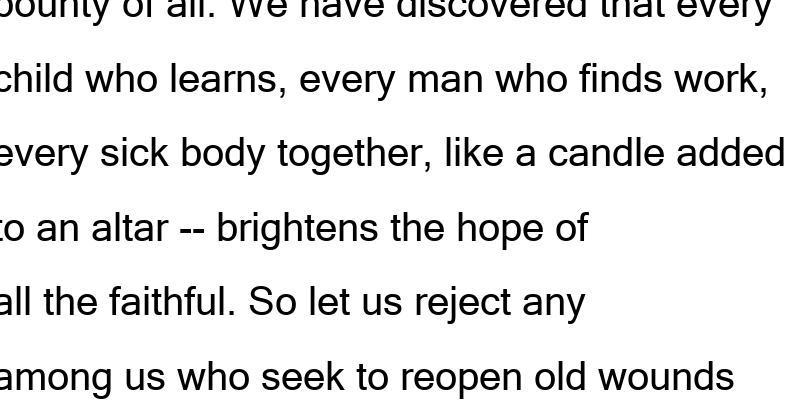 bounty of all. We have discovered that every
child who learns, every man who finds work,
every sick body together, like a candle added
to an altar -- brightens the hope of
all the faithful. So let us reject any
among us who seek to reopen old wounds